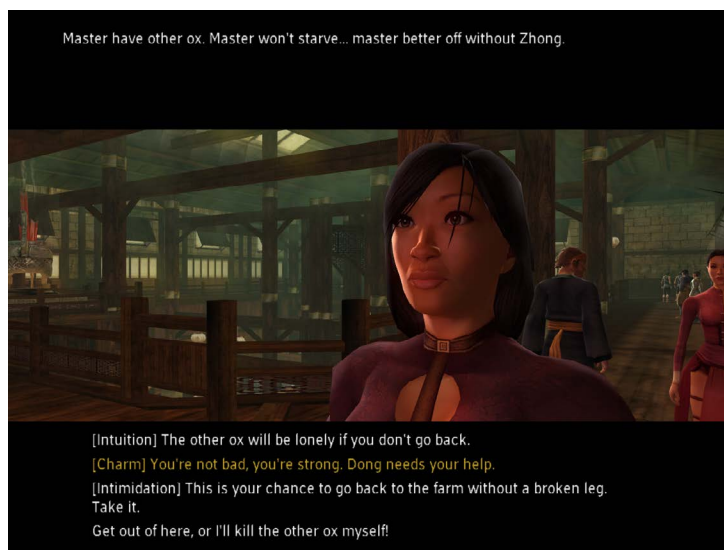 Master have other ox. Master won't starve... master better off without Zhong.
[Intuition] The other ox will be lonely if you don't go back.
[Charm] You're not bad, you're strong. Dong needs your help.
[Intimidation] This is your chance to go back to the farm without a broken leg.
Take it.
Get out of here, or I'll kill the other ox myself!